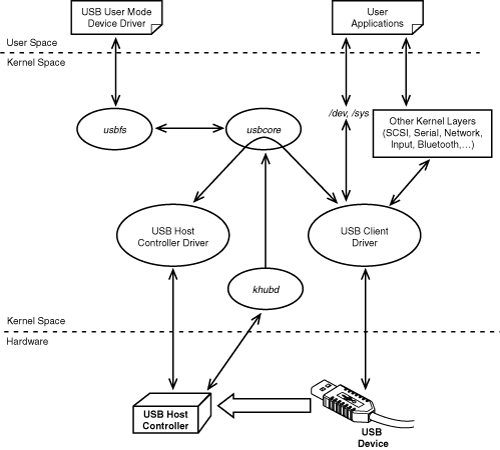 USB User Mode
Device Driver
User
Applications
User Space
Kernel Space
usbfs
usbcore
/dev, /sys
Other Kernel Layers
(SCSI, Serial, Network,
Input, Bluetooth,...)
USB Host
Controller Driver
USB Client
Driver
khubd
Kernel Space
Hardware
USB Host
Controller
USB
Device